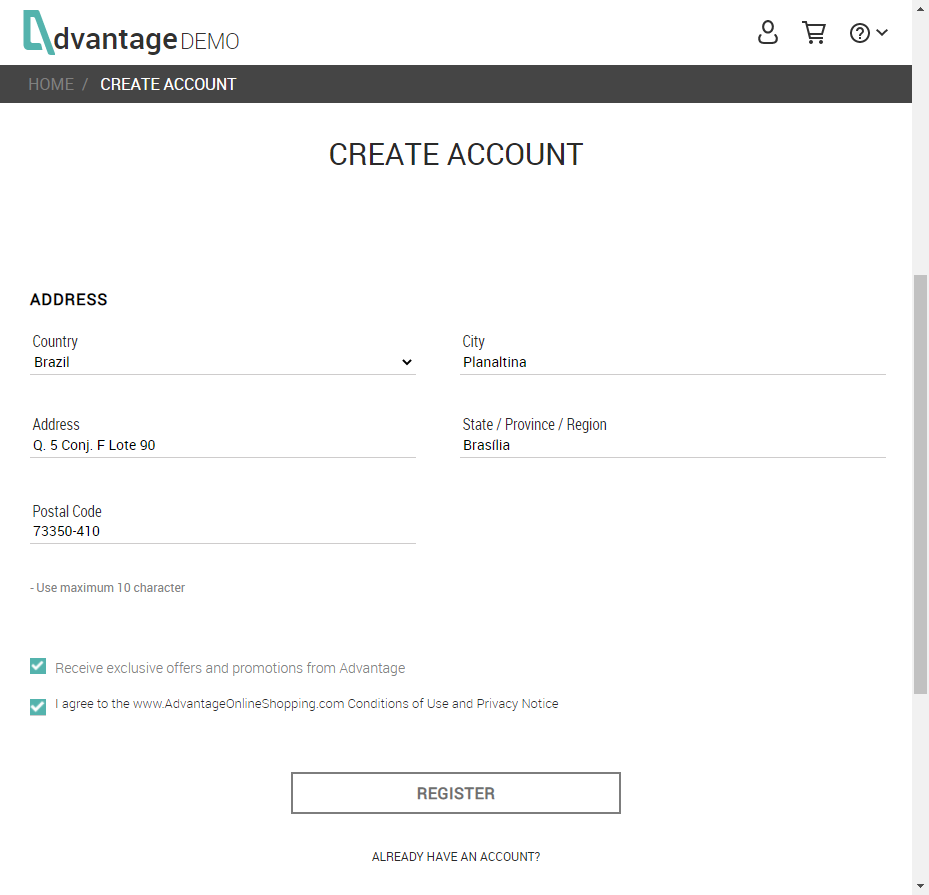 dvantage DEMO
HOME / CREATE ACCOUNT
CREATE ACCOUNT
ADDRESS
Country
Brazil
City
Planaltina
Address
Q. 5 Conj. F Lote 90
State / Province / Region
Brasília
Postal Code
73350-410
- Use maximum 10 character
Receive exclusive offers and promotions from Advantage
I agree to the www.AdvantageOnlineShopping.com Conditions of Use and Privacy Notice
REGISTER
ALREADY HAVE AN ACCOUNT?